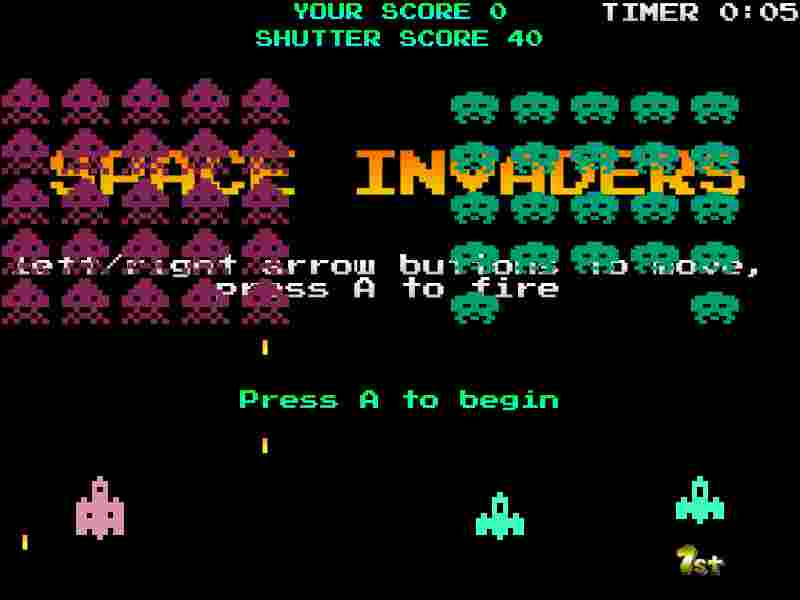 YOUR SCORE 0
TIMER 0:05
SHUTTER SCORE 40
SPACE INVADERS
Left/right arrow buttons to move,
press A to fire
Press A to begin
1st